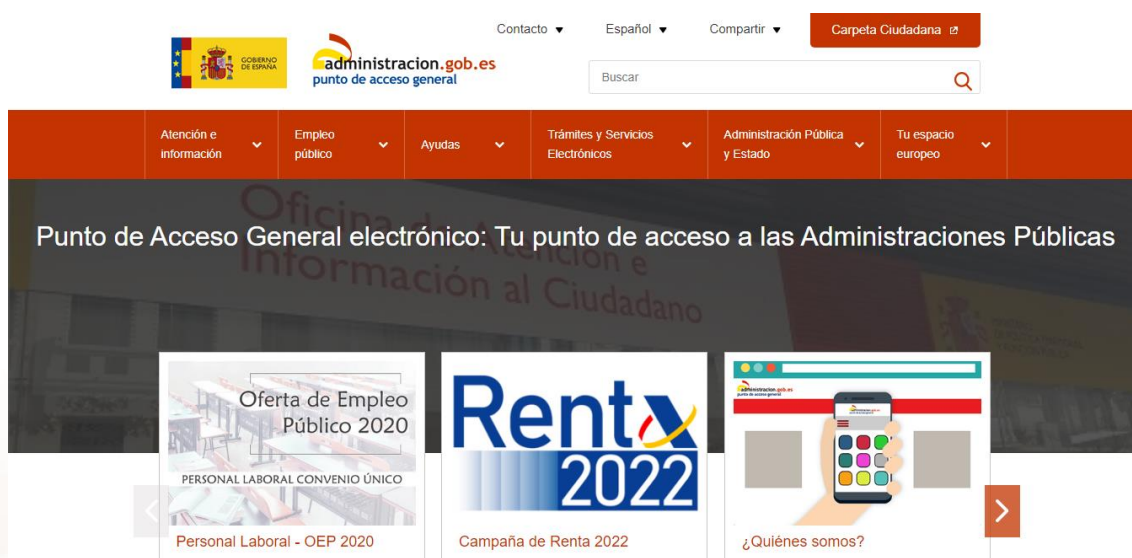 Contacto
Español
Compartir
Carpeta Ciudadana
GOBIERNO
DE ESPAÑA
administracion.gob.es
punto de acceso general
Buscar
Atención e
información
Empleo
público
Ayudas
Trámites y Servicios
Electrónicos
Administración Pública
y Estado
Tu espacio
europeo
Oficina de Atención e
Información al Ciudadano
Punto de Acceso General electrónico: Tu punto de acceso a las Administraciones Públicas
Oferta de Empleo
Público 2020
PERSONAL LABORAL CONVENIO ÚNICO
Personal Laboral - OEP 2020
Renta
2022
Campaña de Renta 2022
administracion.gob.es
punto de acceso general
¿Quiénes somos?